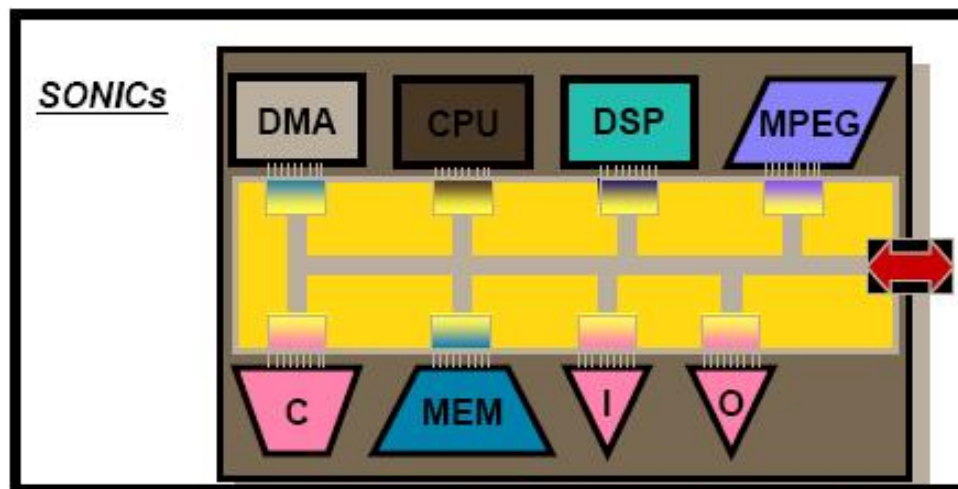 SONICs
DMA
CPU
DSP
MPEG
C
MEM
I
O